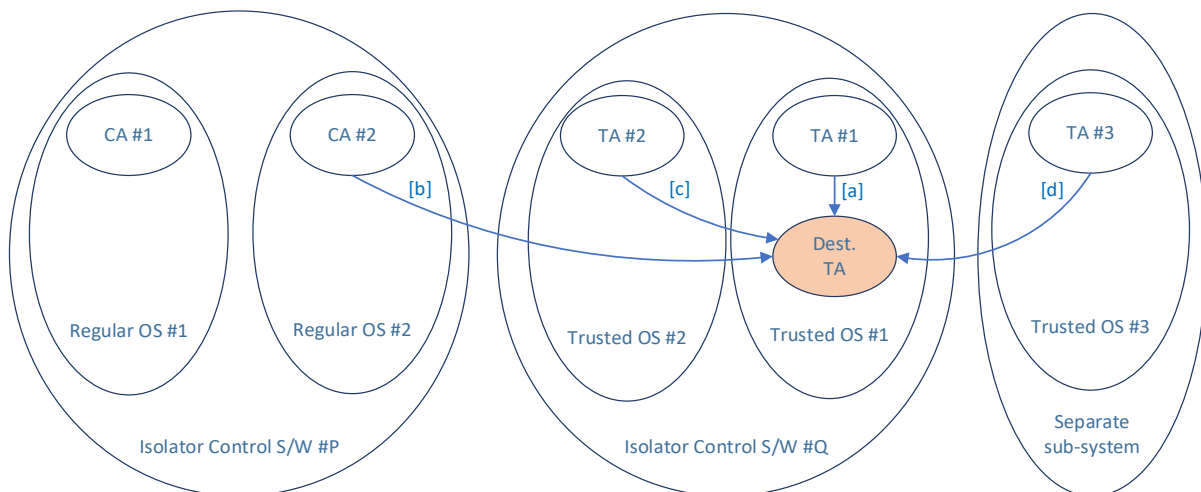 CA #1
CA #2
TA #2
TA #1
TA #3
[b]
[c]
[a]
[d]
Dest.
TA
Regular OS #1
Regular OS #2
Trusted OS #2
Trusted OS #1
Trusted OS #3
Isolator Control S/W #P
Isolator Control S/W #Q
Separate
sub-system